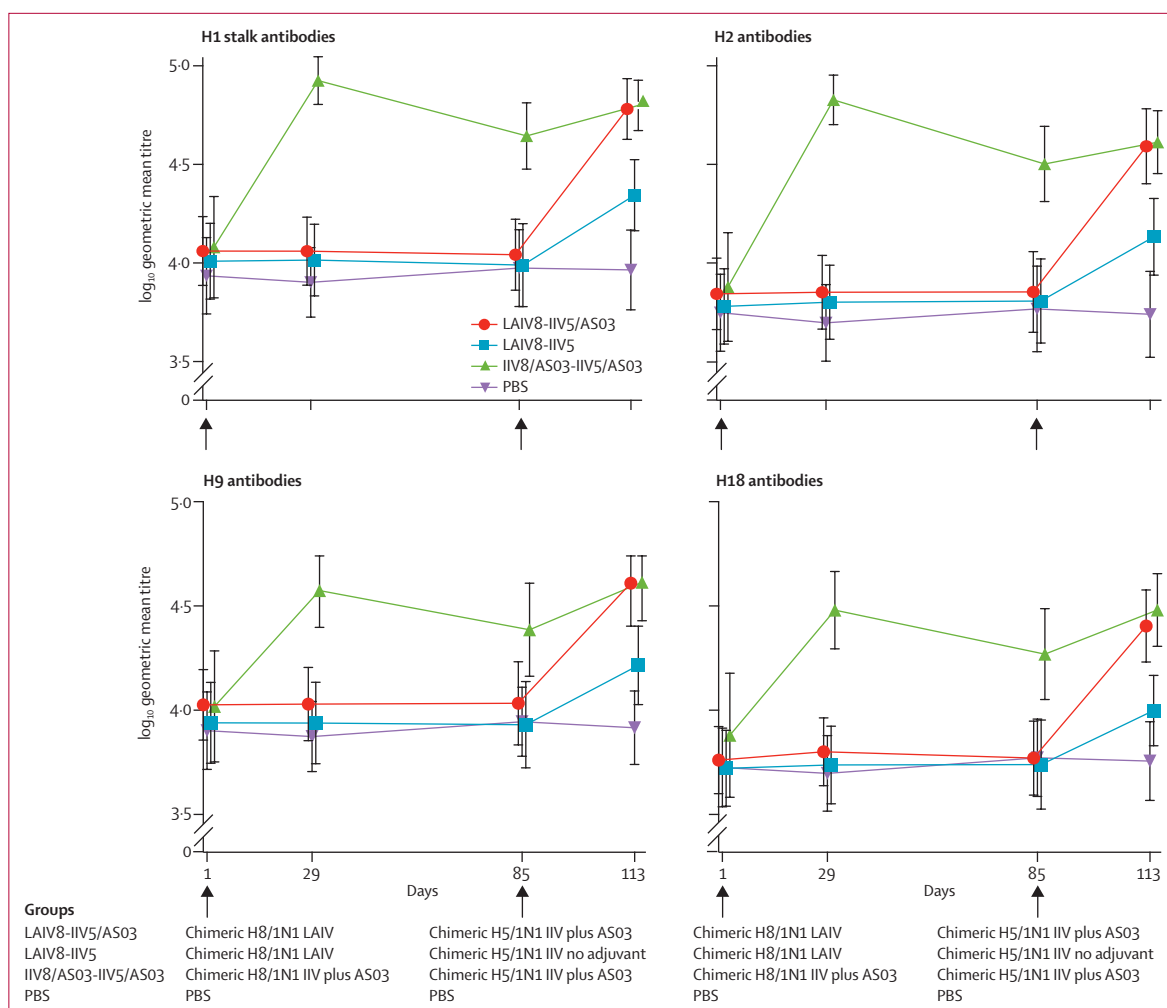 H1 stalk antibodies
H2 antibodies
5·0
4·5
4·0
3·5
0
log₁₀ geometric mean titre
LAIV8-IIV5/AS03
LAIV8-IIV5
IIV8/AS03-IIV5/AS03
PBS
H9 antibodies
H18 antibodies
5·0
4·5
4·0
3·5
0
log₁₀ geometric mean titre
1 29 85 113
1 29 85 113
Days
Days
Groups
LAIV8-IIV5/AS03 Chimeric H8/1N1 LAIV Chimeric H5/1N1 IIV plus AS03 Chimeric H8/1N1 LAIV Chimeric H5/1N1 IIV plus AS03
LAIV8-IIV5 Chimeric H8/1N1 LAIV Chimeric H5/1N1 IIV no adjuvant Chimeric H8/1N1 LAIV Chimeric H5/1N1 IIV no adjuvant
IIV8/AS03-IIV5/AS03 Chimeric H8/1N1 IIV plus AS03 Chimeric H5/1N1 IIV plus AS03 Chimeric H8/1N1 IIV plus AS03 Chimeric H5/1N1 IIV plus AS03
PBS PBS PBS PBS PBS